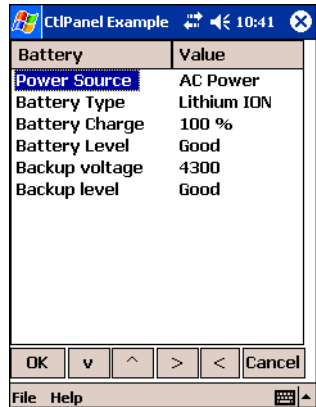 CtlPanel Example 10:41
Battery Value
Power Source AC Power
Battery Type Lithium ION
Battery Charge 100 %
Battery Level Good
Backup voltage 4300
Backup level Good
OK v ^ > < Cancel
File Help